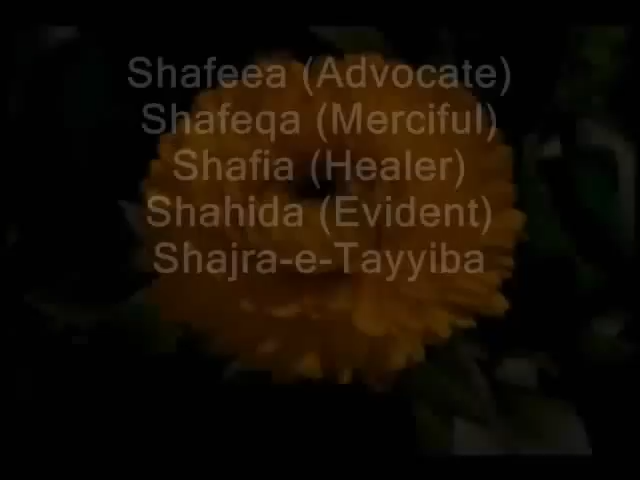 Shafeea (Advocate)
Shafeqa (Merciful)
Shafia (Healer)
Shahida (Evident)
Shajra-e-Tayyiba